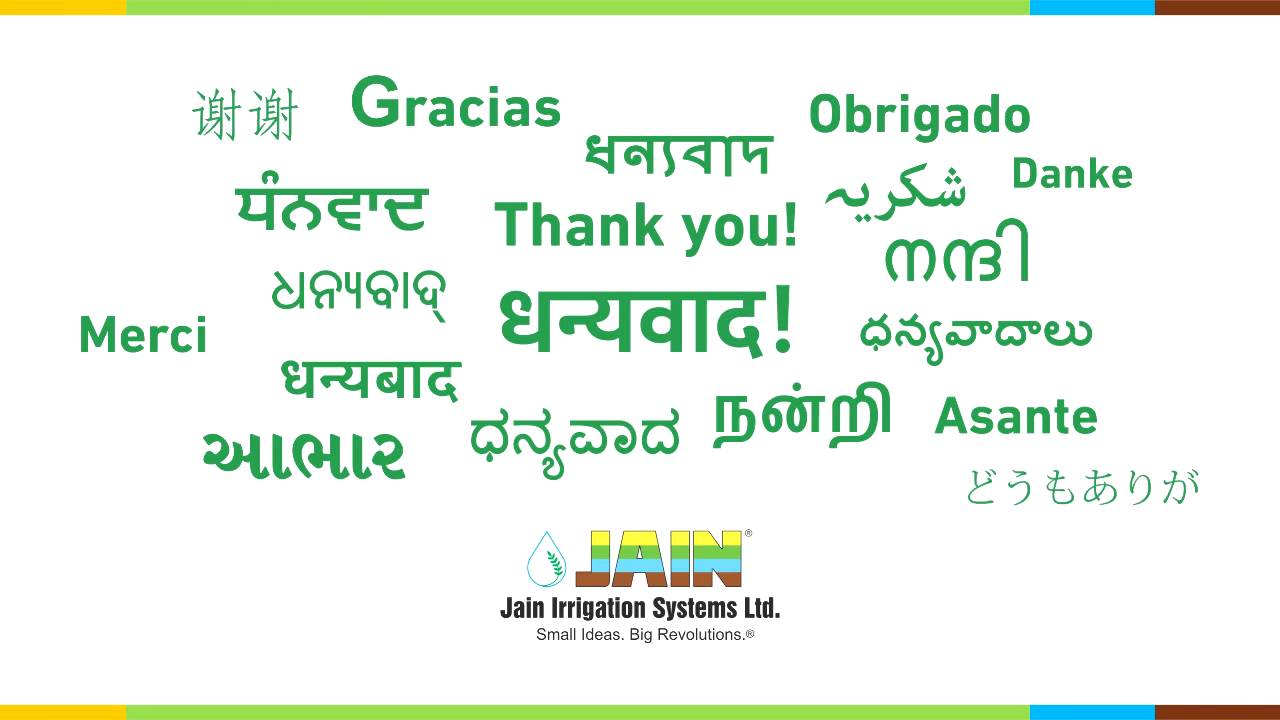 谢谢
Gracias
Obrigado
ধন্যবাদ
Danke
ਧੰਨਵਾਦ
شکریہ
Thank you!
നന്ദി
ଧନ୍ୟବାଦ୍
धन्यवाद!
Merci
ధన్యవాదాలు
धन्यबाद
நன்றி
Asante
ಧನ್ಯವಾದ
આભાર
どうもありが
JAIN®
Jain Irrigation Systems Ltd.
Small Ideas. Big Revolutions.®